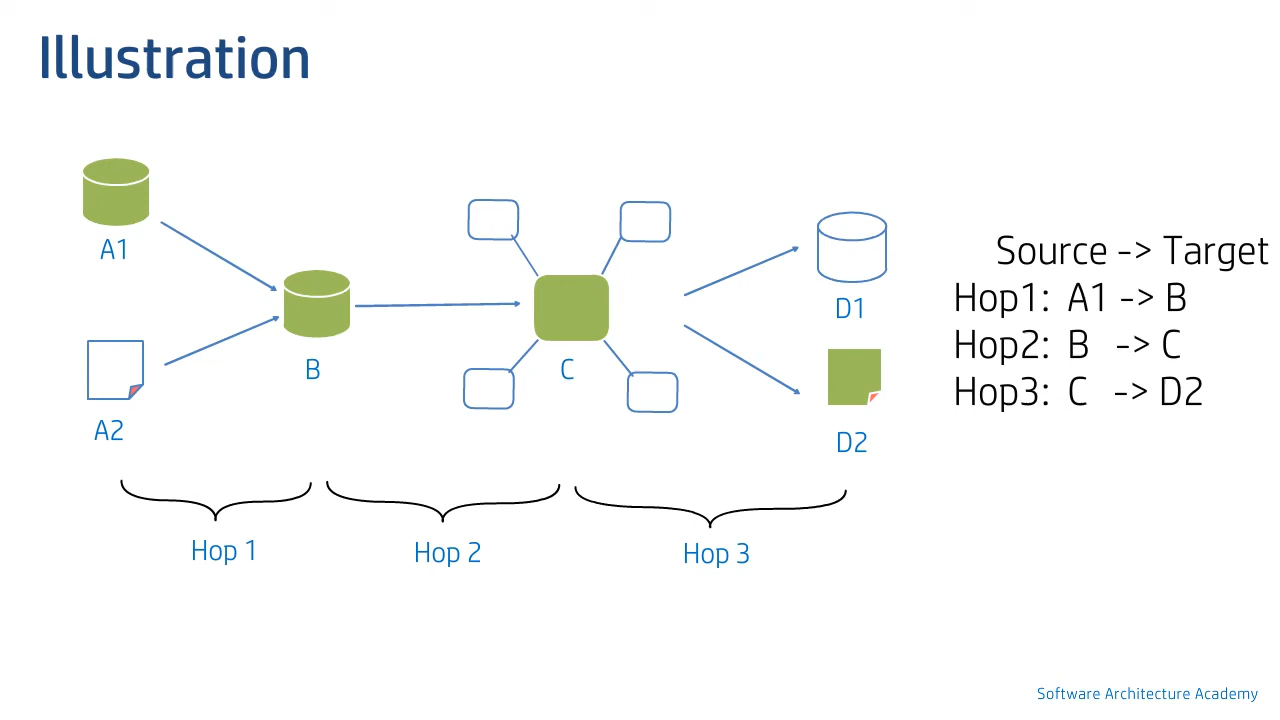 Illustration
A1
A2
B
C
D1
D2
Source -> Target
Hop1: A1 -> B
Hop2: B -> C
Hop3: C -> D2
Hop 1
Hop 2
Hop 3
Software Architecture Academy